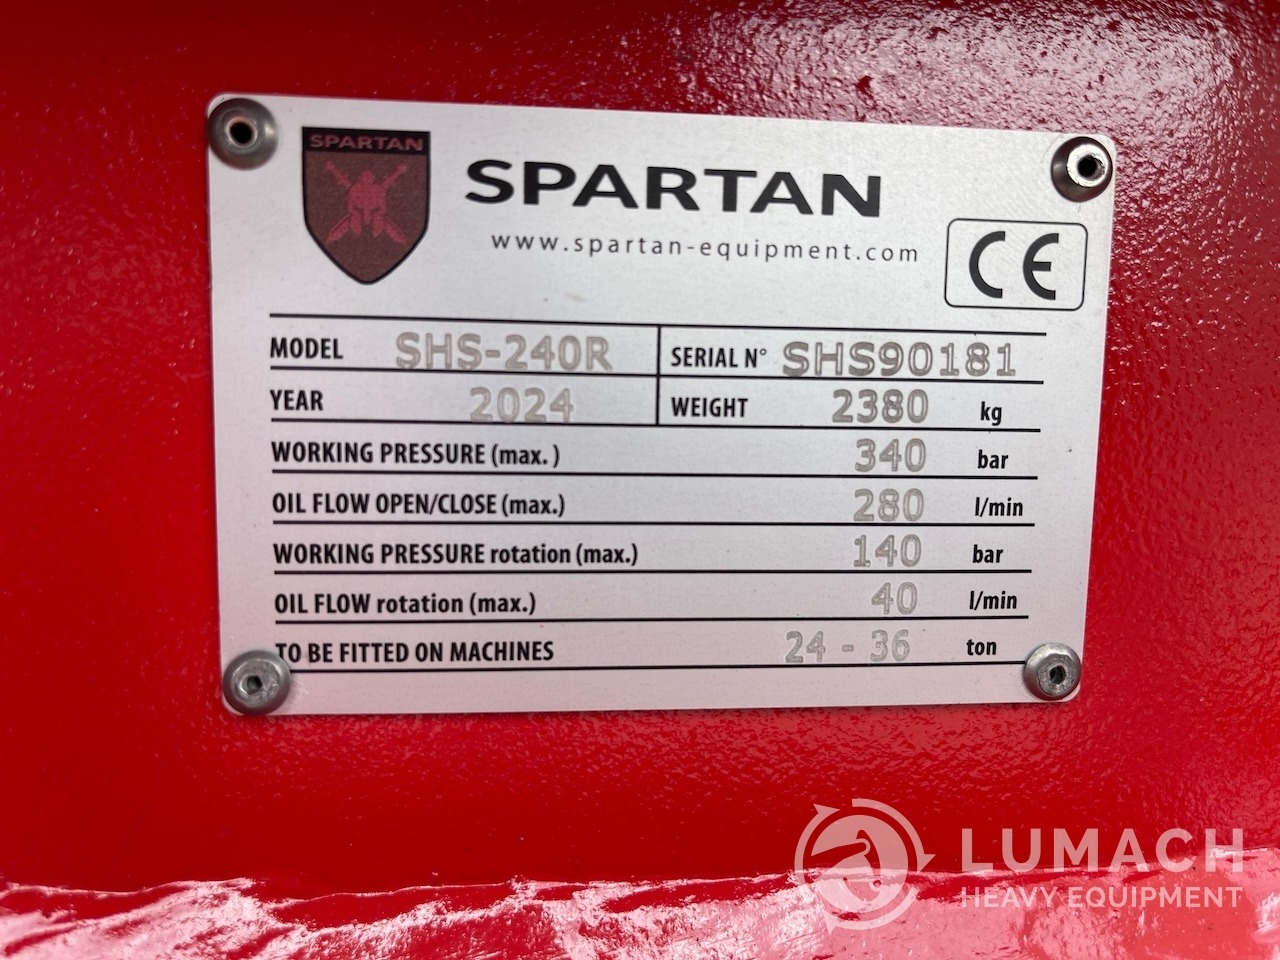 SPARTAN
SPARTAN
www.spartan-equipment.com
CE
MODEL SHS-240R SERIAL N° SHS90181
YEAR 2024 WEIGHT 2380 kg
WORKING PRESSURE (max. ) 340 bar
OIL FLOW OPEN/CLOSE (max.) 280 l/min
WORKING PRESSURE rotation (max.) 140 bar
OIL FLOW rotation (max.) 40 l/min
TO BE FITTED ON MACHINES 24 - 36 ton
LUMACH
HEAVY EQUIPMENT